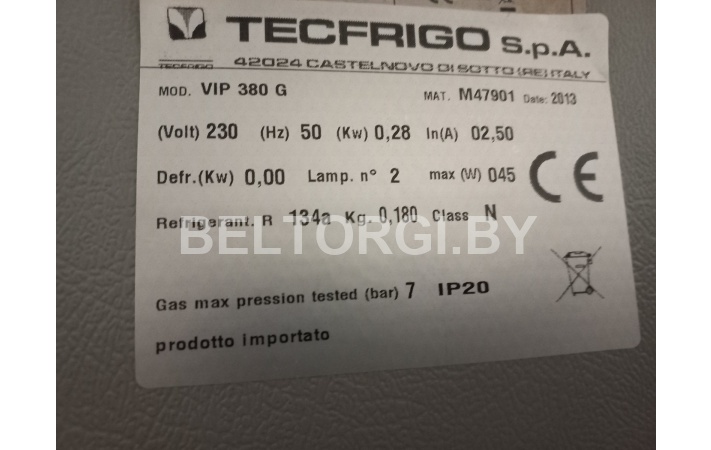 TECFRIGO S.p.A.
TECFRIGO 42024 CASTELNOVO DI SOTTO (RE) ITALY
MOD. VIP 380 G MAT. M47901 Date: 2013
(Volt) 230 (Hz) 50 (Kw) 0,28 In(A) 02,50
Defr.(Kw) 0,00 Lamp. n° 2 max (W) 045
CE
Refrigerant. R 134a Kg. 0,180 Class N
BELTORGI.BY
Gas max pression tested (bar) 7 IP20
prodotto importato